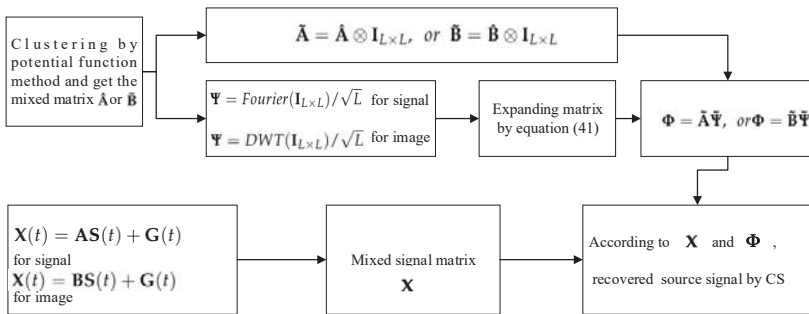 Clustering by
potential function
method and get the
mixed matrix Â or B̃
Ã = Â ⊗ I_{L×L}, or B̃ = B̂ ⊗ I_{L×L}
Ψ = Fourier(I_{L×L})/√L for signal
Ψ = DWT(I_{L×L})/√L for image
Expanding matrix
by equation (41)
Φ = ÃΨ̃, orΦ = B̃Ψ̃
X(t) = AS(t) + G(t)
for signal
X(t) = BS(t) + G(t)
for image
Mixed signal matrix
X
According to X and Φ ,
recovered source signal by CS